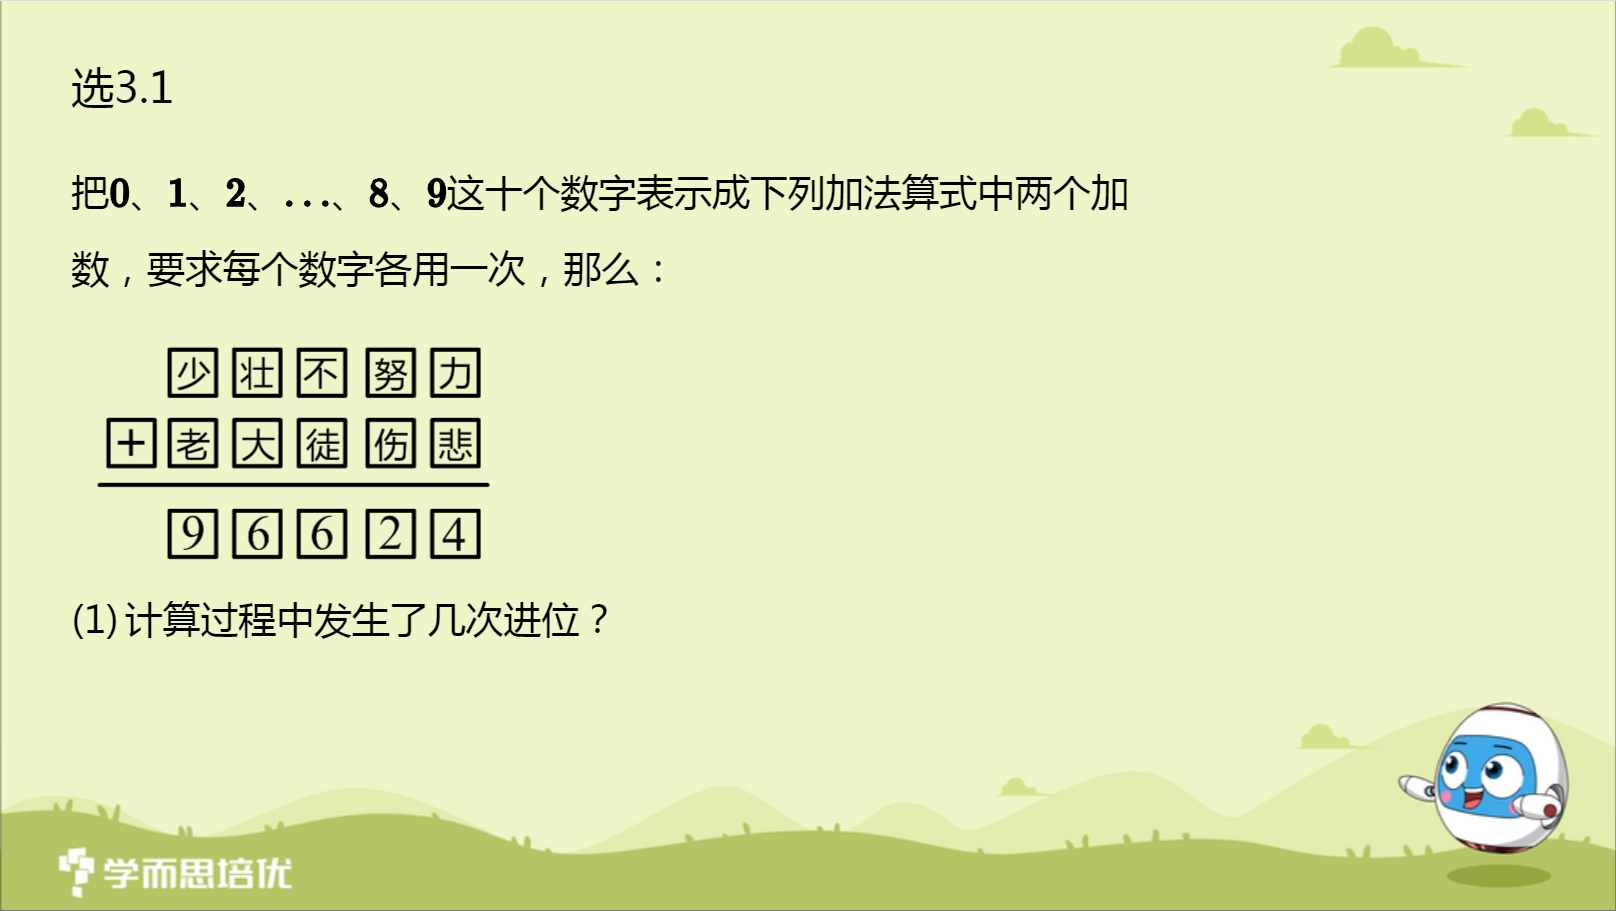 选3.1
把0、1、2、...、8、9这十个数字表示成下列加法算式中两个加
数，要求每个数字各用一次，那么：
少壮不努力
+老大徒伤悲
96624
(1)计算过程中发生了几次进位？
学而思培优